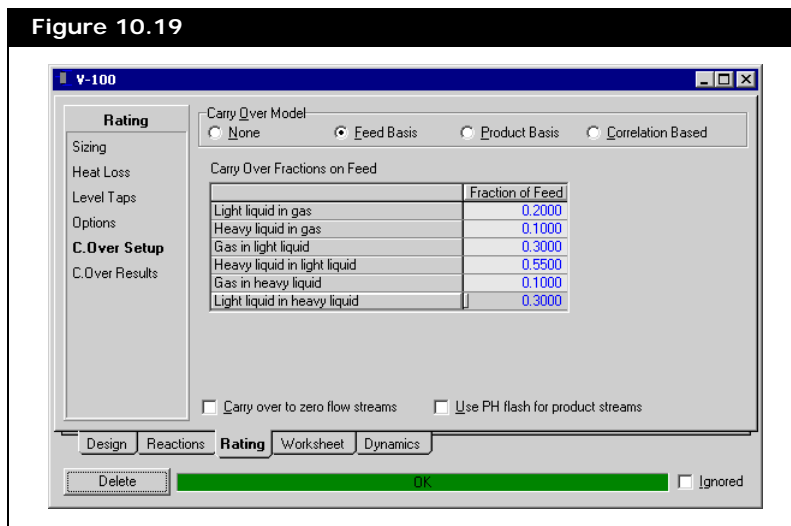 Figure 10.19
V-100
Rating
Sizing
Heat Loss
Level Taps
Options
C.Over Setup
C.Over Results
Carry Over Model
None
Feed Basis
Product Basis
Correlation Based
Carry Over Fractions on Feed
Fraction of Feed
Light liquid in gas 0.2000
Heavy liquid in gas 0.1000
Gas in light liquid 0.3000
Heavy liquid in light liquid 0.5500
Gas in heavy liquid 0.1000
Light liquid in heavy liquid 0.3000
Carry over to zero flow streams
Use PH flash for product streams
Design Reactions Rating Worksheet Dynamics
Delete OK Ignored